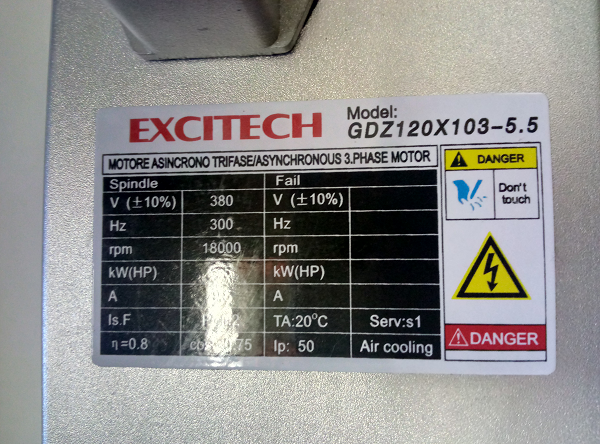 EXCITECH
Model:
GDZ120X103-5.5
MOTORE ASINCRONO TRIFASE/ASYNCHRONOUS 3.PHASE MOTOR
Spindle Fail
V (±10%) 380 V (±10%)
Hz 300 Hz
rpm 18000 rpm
kW(HP) kW(HP)
A
Is.F TA:20°C Serv:s1
η=0.8 Ip: 50 Air cooling
DANGER
Don't
touch
DANGER